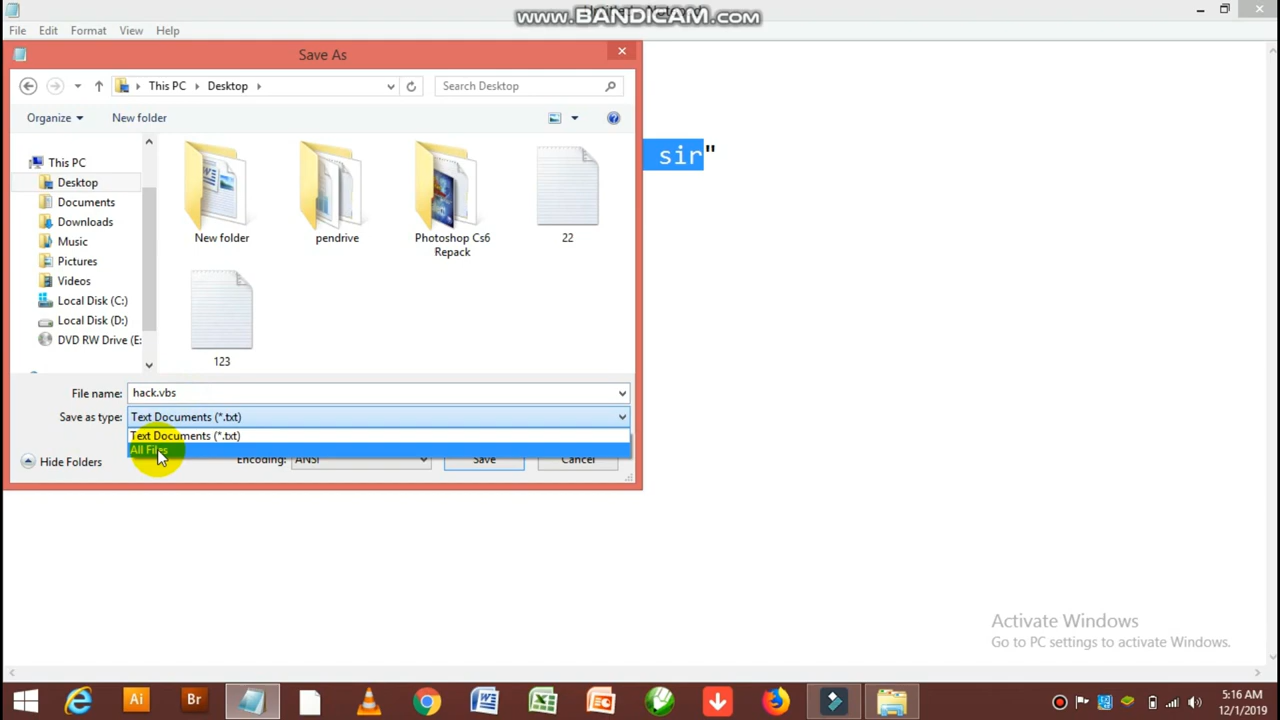 www.BANDICAM.com
File Edit Format View Help
Save As
This PC Desktop
Search Desktop
Organize New folder
This PC
Desktop
Documents
Downloads
Music
Pictures
Videos
Local Disk (C:)
Local Disk (D:)
DVD RW Drive (E:
New folder
pendrive
Photoshop Cs6
Repack
22
123
sir"
File name: hack.vbs
Save as type: Text Documents (*.txt)
Text Documents (*.txt)
All Files
Hide Folders
Encoding: ANSI
Save
Cancel
Activate Windows
Go to PC settings to activate Windows.
Ai
Br
5:16 AM
12/1/2019